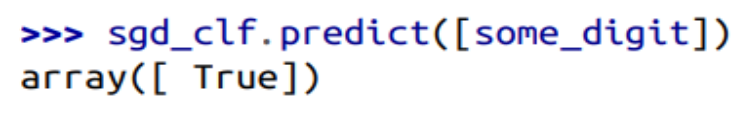 >>> sgd_clf.predict([some_digit])
array([ True])